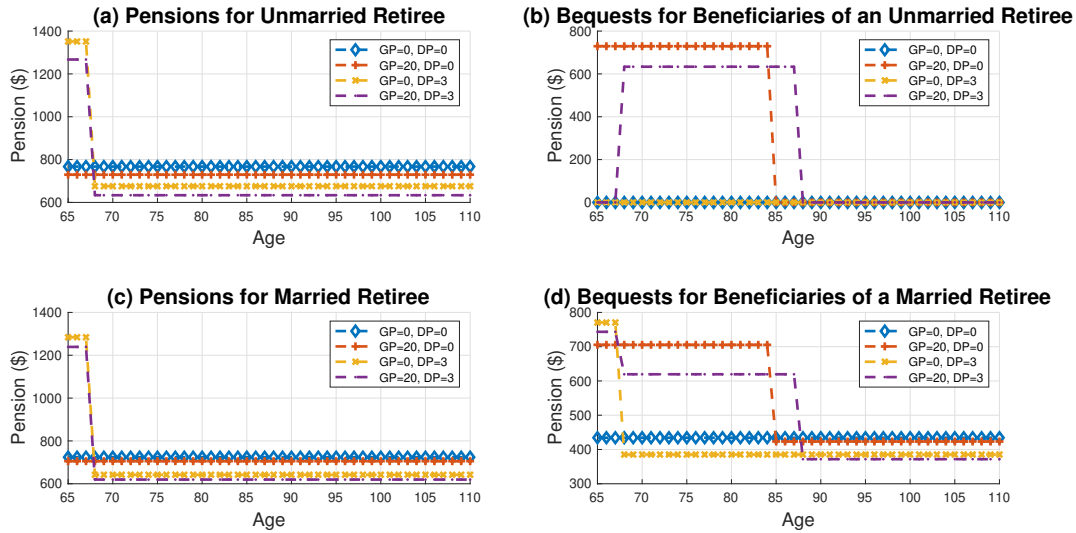 (a) Pensions for Unmarried Retiree
1400
1200
1000
800
600
Pension ($)
65 70 75 80 85 90 95 100 105 110
Age
GP=0, DP=0
GP=20, DP=0
GP=0, DP=3
GP=20, DP=3
(b) Bequests for Beneficiaries of an Unmarried Retiree
800
600
400
200
0
Pension ($)
65 70 75 80 85 90 95 100 105 110
Age
GP=0, DP=0
GP=20, DP=0
GP=0, DP=3
GP=20, DP=3
(c) Pensions for Married Retiree
1400
1200
1000
800
600
Pension ($)
65 70 75 80 85 90 95 100 105 110
Age
GP=0, DP=0
GP=20, DP=0
GP=0, DP=3
GP=20, DP=3
(d) Bequests for Beneficiaries of a Married Retiree
800
700
600
500
400
300
Pension ($)
65 70 75 80 85 90 95 100 105 110
Age
GP=0, DP=0
GP=20, DP=0
GP=0, DP=3
GP=20, DP=3